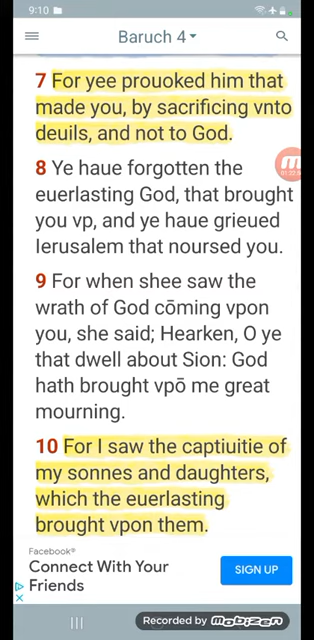 9:10
Baruch 4
7 For yee prouoked him that
made you, by sacrificing vnto
deuils, and not to God.
8 Ye haue forgotten the
euerlasting God, that brought
you vp, and ye haue grieued
Ierusalem that noursed you.
9 For when shee saw the
wrath of God cōming vpon
you, she said; Hearken, O ye
that dwell about Sion: God
hath brought vpō me great
mourning.
10 For I saw the captiuitie of
my sonnes and daughters,
which the euerlasting
brought vpon them.
Facebook®
Connect With Your
Friends
SIGN UP
Recorded by mobizen